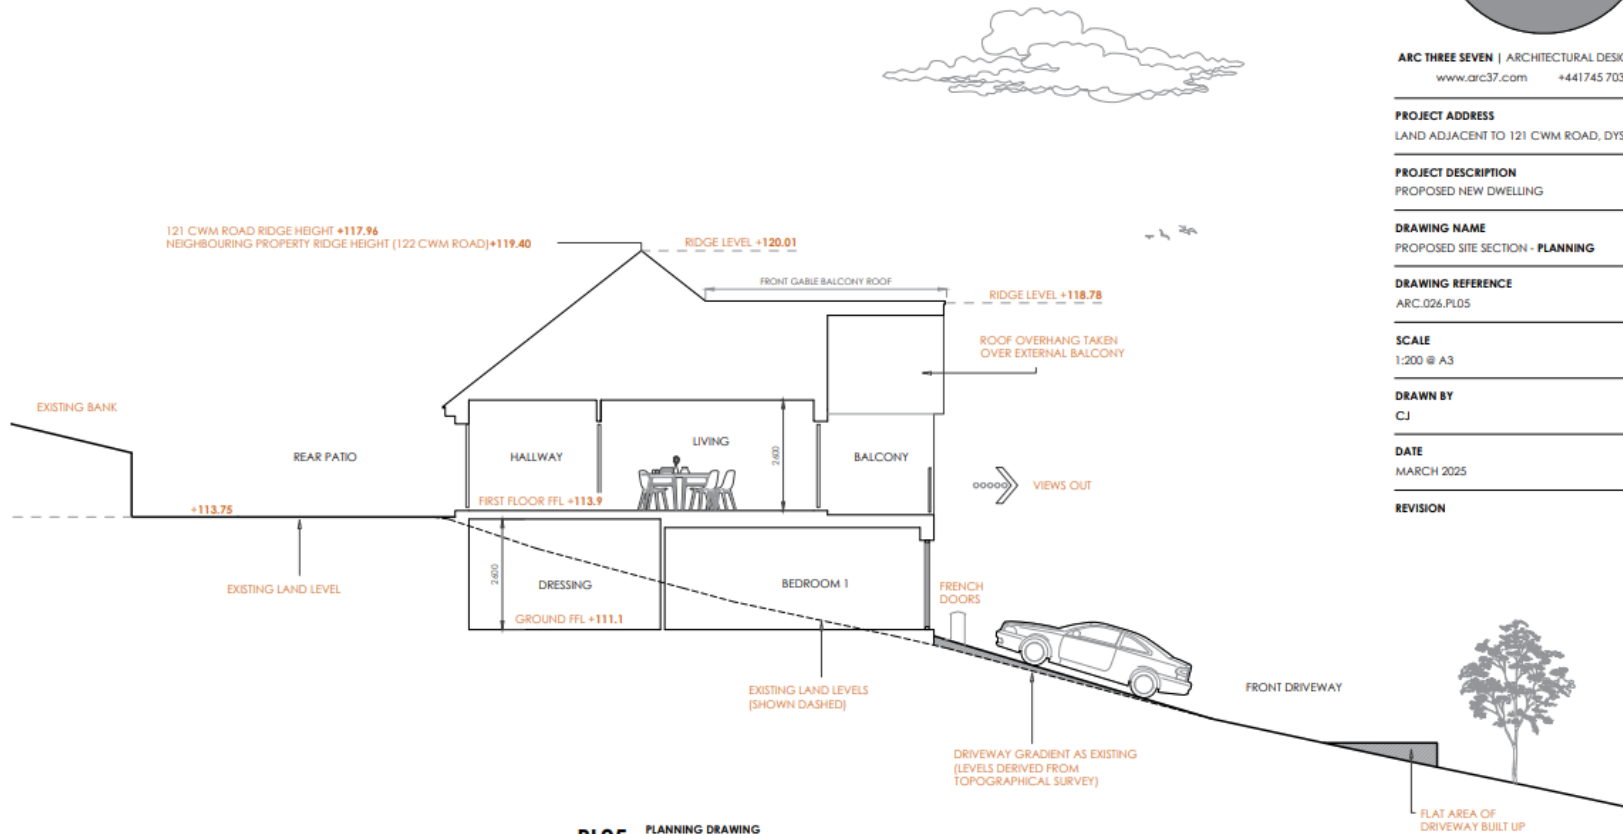 ARC THREE SEVEN | ARCHITECTURAL DESIG
www.arc37.com +441745 703
PROJECT ADDRESS
LAND ADJACENT TO 121 CWM ROAD, DYS
PROJECT DESCRIPTION
PROPOSED NEW DWELLING
DRAWING NAME
PROPOSED SITE SECTION - PLANNING
DRAWING REFERENCE
ARC.026.PL05
SCALE
1:200 @ A3
DRAWN BY
CJ
DATE
MARCH 2025
REVISION
121 CWM ROAD RIDGE HEIGHT +117.96
NEIGHBOURING PROPERTY RIDGE HEIGHT (122 CWM ROAD)+119.40
RIDGE LEVEL +120.01
FRONT GABLE BALCONY ROOF
RIDGE LEVEL +118.78
ROOF OVERHANG TAKEN
OVER EXTERNAL BALCONY
EXISTING BANK
REAR PATIO
HALLWAY
LIVING
2600
BALCONY
VIEWS OUT
+113.75
FIRST FLOOR FFL +113.9
EXISTING LAND LEVEL
2600
DRESSING
BEDROOM 1
GROUND FFL +111.1
FRENCH
DOORS
EXISTING LAND LEVELS
(SHOWN DASHED)
FRONT DRIVEWAY
DRIVEWAY GRADIENT AS EXISTING
(LEVELS DERIVED FROM
TOPOGRAPHICAL SURVEY)
FLAT AREA OF
DRIVEWAY BUILT UP
PL05 PLANNING DRAWING